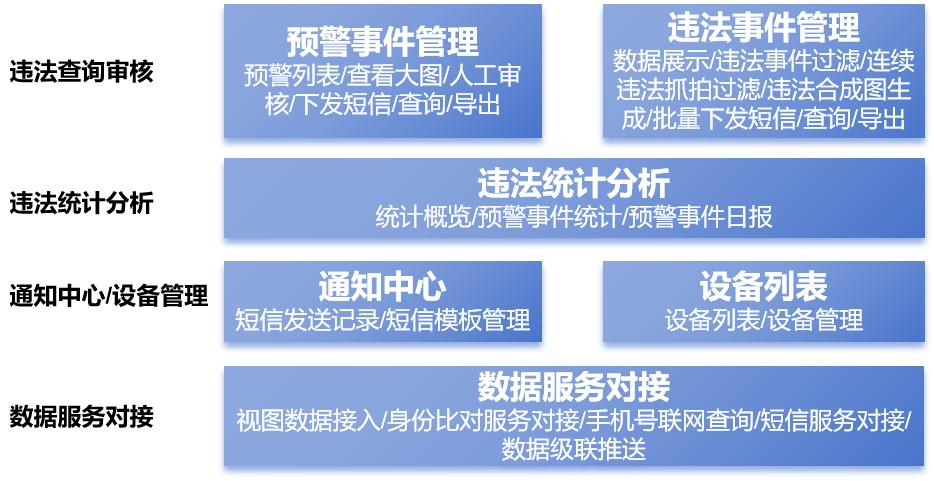 违法查询审核
预警事件管理
预警列表/查看大图/人工审
核/下发短信/查询/导出
违法事件管理
数据展示/违法事件过滤/连续
违法抓拍过滤/违法合成图生
成/批量下发短信/查询/导出
违法统计分析
违法统计分析
统计概览/预警事件统计/预警事件日报
通知中心/设备管理
通知中心
短信发送记录/短信模板管理
设备列表
设备列表/设备管理
数据服务对接
数据服务对接
视图数据接入/身份比对服务对接/手机号联网查询/短信服务对接/
数据级联推送